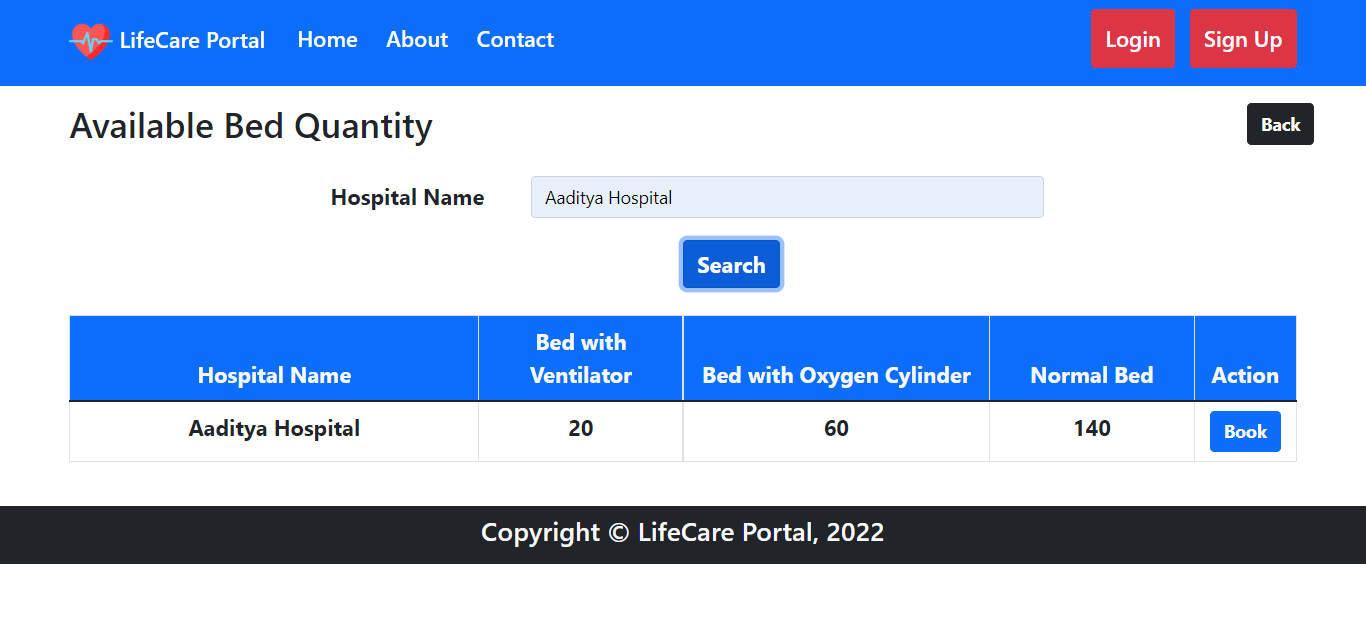 LifeCare Portal Home About Contact Login Sign Up
Available Bed Quantity Back
Hospital Name Aaditya Hospital
Search
Hospital Name Bed with Ventilator Bed with Oxygen Cylinder Normal Bed Action
Aaditya Hospital 20 60 140 Book
Copyright © LifeCare Portal, 2022